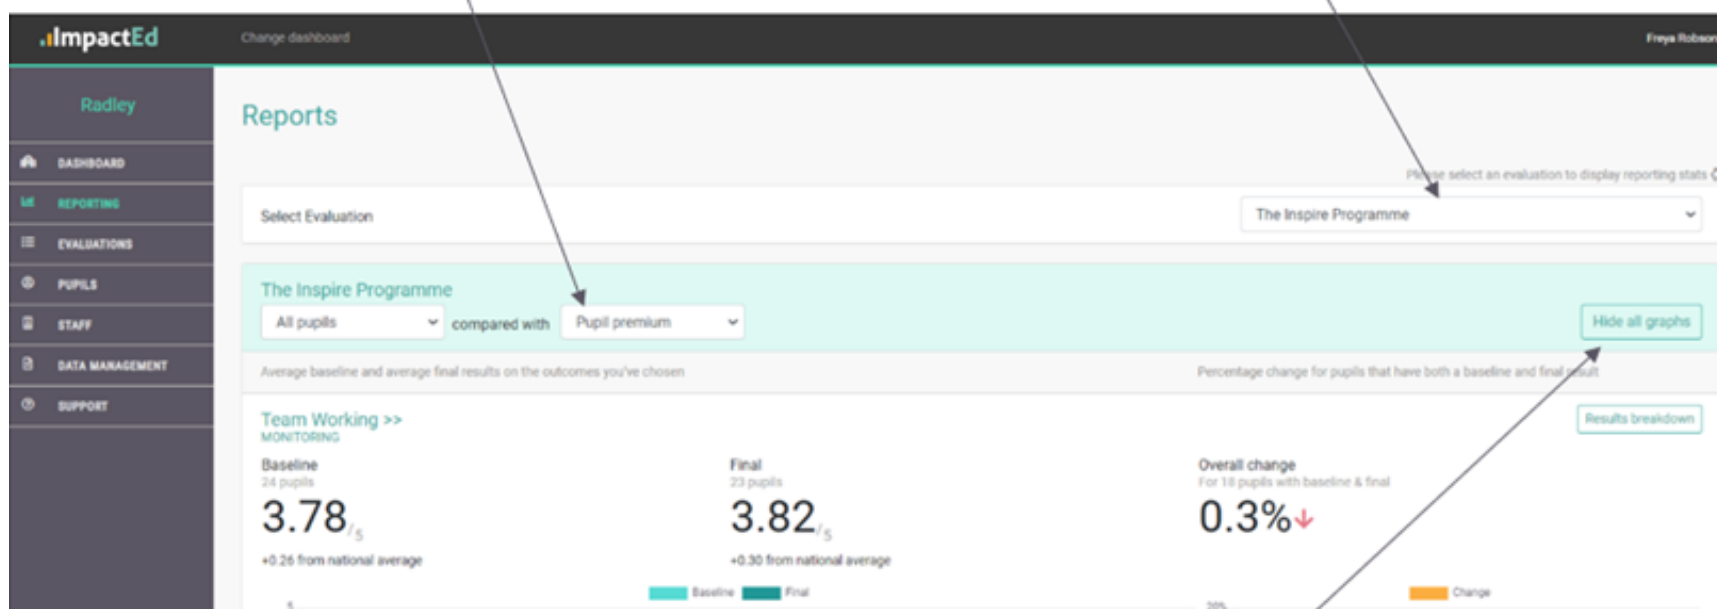 ImpactEd
Change dashboard
Freya Robson
Radley
DASHBOARD
REPORTING
EVALUATIONS
PUPILS
STAFF
DATA MANAGEMENT
SUPPORT
Reports
Please select an evaluation to display reporting stats
Select Evaluation
The Inspire Programme
The Inspire Programme
All pupils compared with Pupil premium
Hide all graphs
Average baseline and average final results on the outcomes you've chosen
Percentage change for pupils that have both a baseline and final result
Team Working >>
MONITORING
Results breakdown
Baseline
24 pupils
3.78/5
+0.26 from national average
Final
23 pupils
3.82/5
+0.30 from national average
Overall change
For 18 pupils with baseline & final
0.3%↓
Baseline Final
5
Change
20%